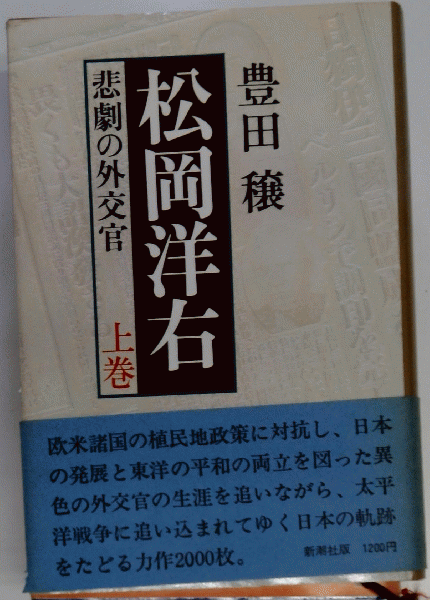 豊田 穣
松岡洋右
悲劇の外交官
上巻
欧米諸国の植民地政策に対抗し、日本
の発展と東洋の平和の両立を図った異
色の外交官の生涯を追いながら、太平
洋戦争に追い込まれてゆく日本の軌跡
をたどる力作2000枚。
新潮社版 1200円